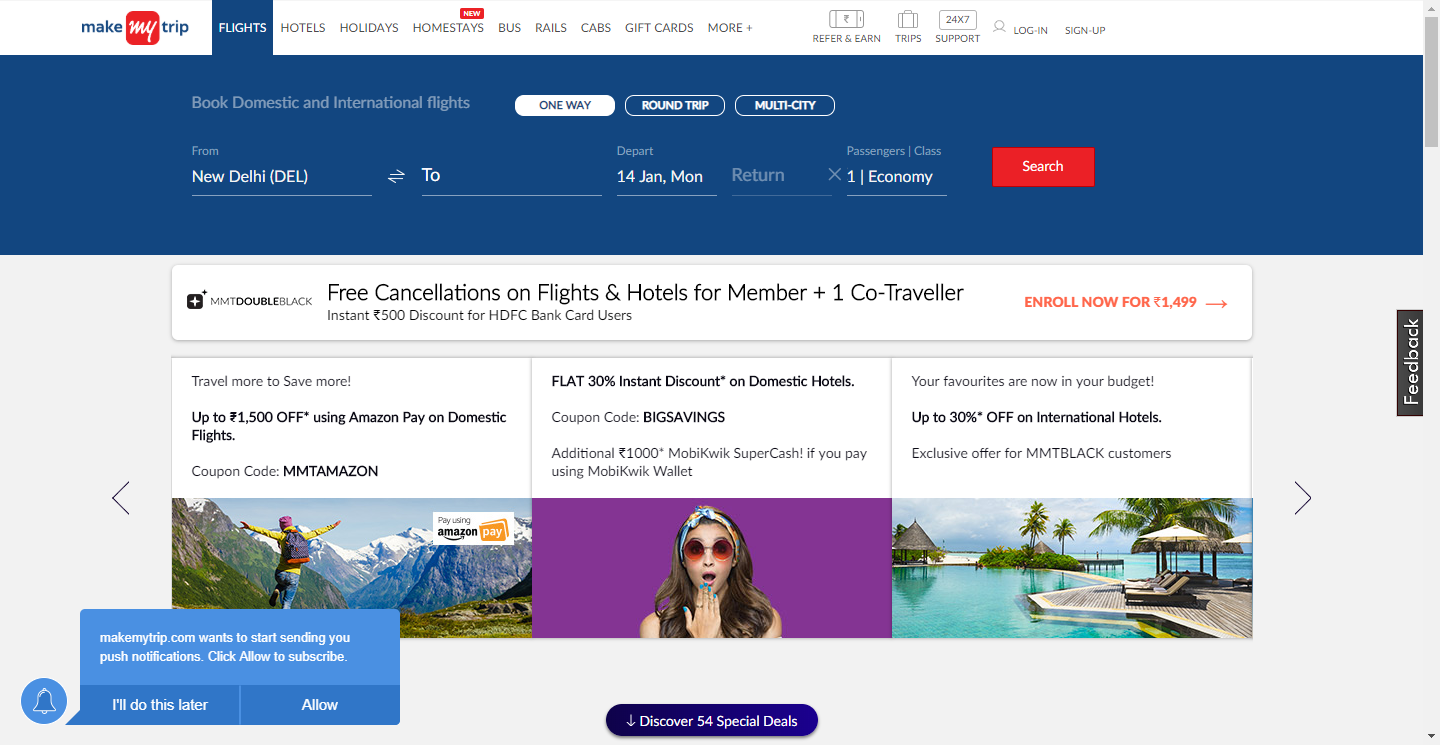 make my trip
FLIGHTS HOTELS HOLIDAYS HOMESTAYS NEW BUS RAILS CABS GIFT CARDS MORE +
₹ REFER & EARN TRIPS 24X7 SUPPORT LOG-IN SIGN-UP
Book Domestic and International flights
ONE WAY ROUND TRIP MULTI-CITY
From Depart Passengers | Class
New Delhi (DEL) To 14 Jan, Mon Return 1 | Economy
Search
MMTDOUBLEBLACK
Free Cancellations on Flights & Hotels for Member + 1 Co-Traveller
Instant ₹500 Discount for HDFC Bank Card Users
ENROLL NOW FOR ₹1,499
Feedback
Travel more to Save more!
Up to ₹1,500 OFF* using Amazon Pay on Domestic
Flights.
Coupon Code: MMTAMAZON
Pay using
amazon pay
FLAT 30% Instant Discount* on Domestic Hotels.
Coupon Code: BIGSAVINGS
Additional ₹1000* MobiKwik SuperCash! if you pay
using MobiKwik Wallet
Your favourites are now in your budget!
Up to 30%* OFF on International Hotels.
Exclusive offer for MMTBLACK customers
makemytrip.com wants to start sending you
push notifications. Click Allow to subscribe.
I'll do this later Allow
Discover 54 Special Deals